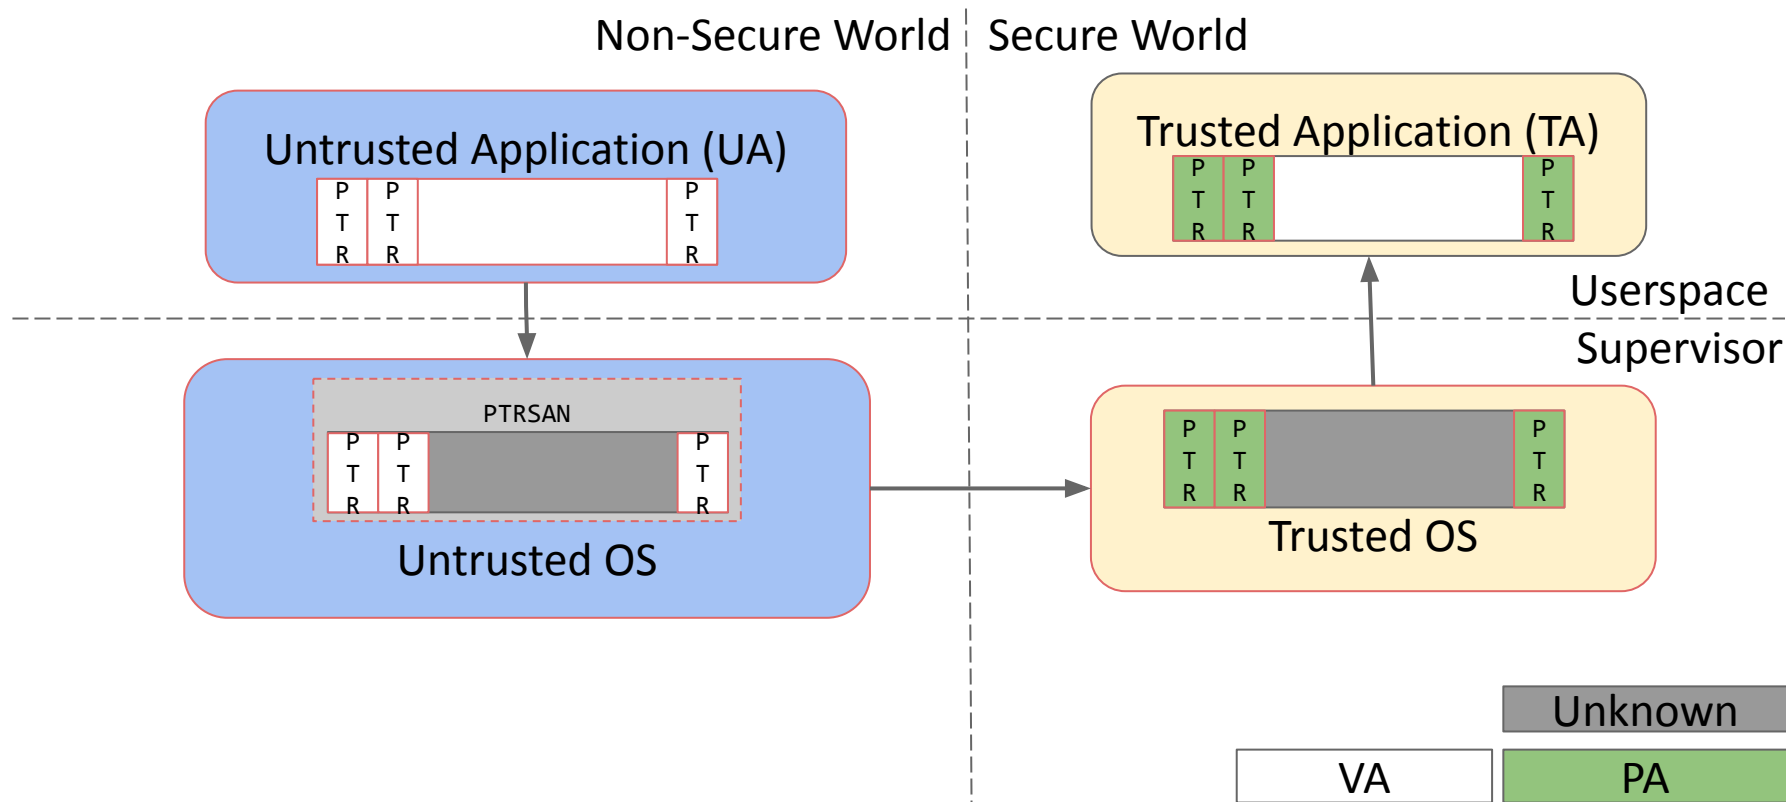 Non-Secure World
Secure World
Untrusted Application (UA)
P P P
T T T
R R R
Trusted Application (TA)
P P P
T T T
R R R
Userspace
Supervisor
PTRSAN
P P P
T T T
R R R
Untrusted OS
P P P
T T T
R R R
Trusted OS
Unknown
VA
PA